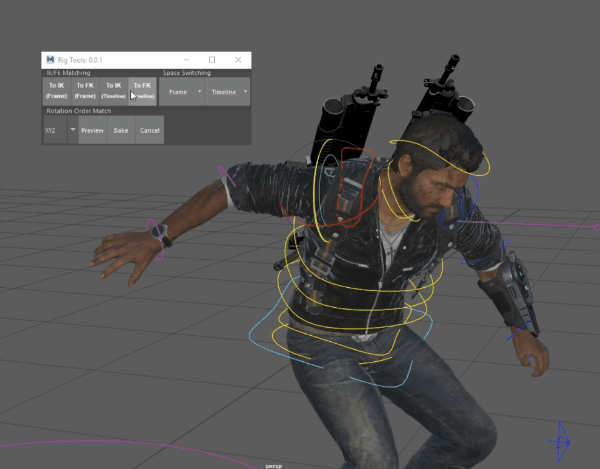 Rig Tools: 0.0.1
Ik/Fk Matching Space Switching
To IK To FK To IK To FK
(Frame) (Frame) (Timeline) Frame Timeline
Rotation Order Match
XYZ Preview Bake Cancel
persp